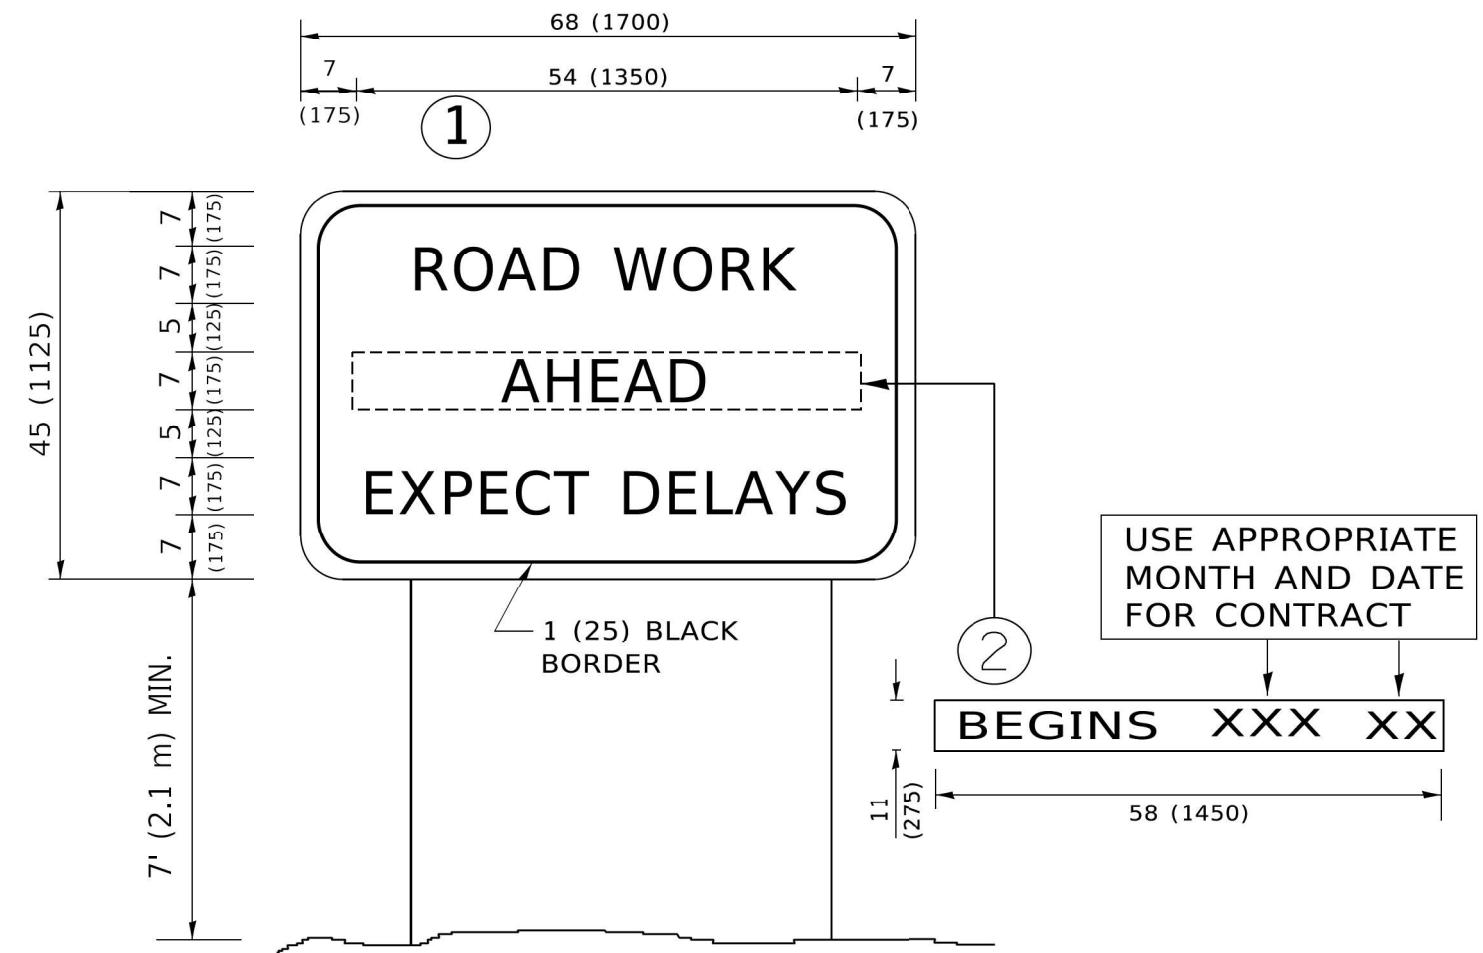 68 (1700)
7
54 (1350)
7
(175)
(175)
1
45 (1125)
7 (175)
7 (175)
5 (125)
7 (175)
5 (125)
7 (175)
7 (175)
ROAD WORK
AHEAD
EXPECT DELAYS
1 (25) BLACK
BORDER
7' (2.1 m) MIN.
2
USE APPROPRIATE
MONTH AND DATE
FOR CONTRACT
BEGINS XXX XX
11
(275)
58 (1450)